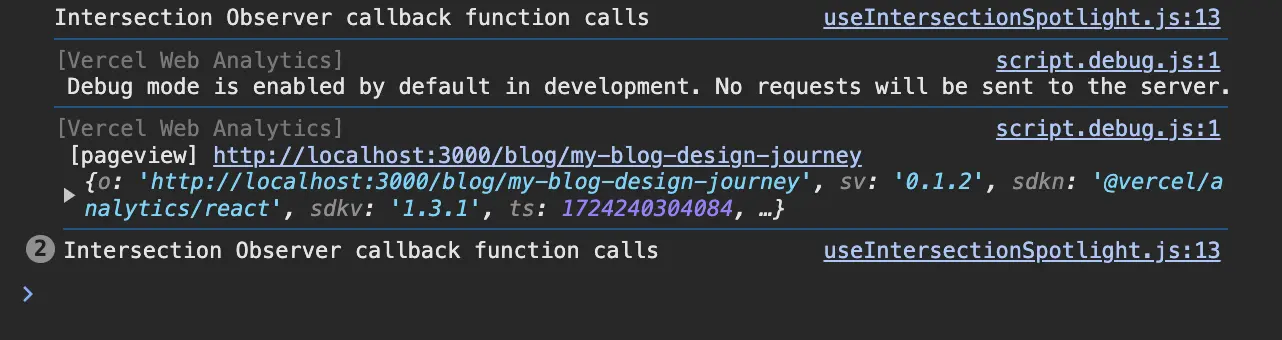 Intersection Observer callback function calls useIntersectionSpotlight.js:13
[Vercel Web Analytics] script.debug.js:1
Debug mode is enabled by default in development. No requests will be sent to the server.
[Vercel Web Analytics] script.debug.js:1
[pageview] http://localhost:3000/blog/my-blog-design-journey
{o: 'http://localhost:3000/blog/my-blog-design-journey', sv: '0.1.2', sdkn: '@vercel/a
nalytics/react', sdkv: '1.3.1', ts: 1724240304084, …}
2 Intersection Observer callback function calls useIntersectionSpotlight.js:13